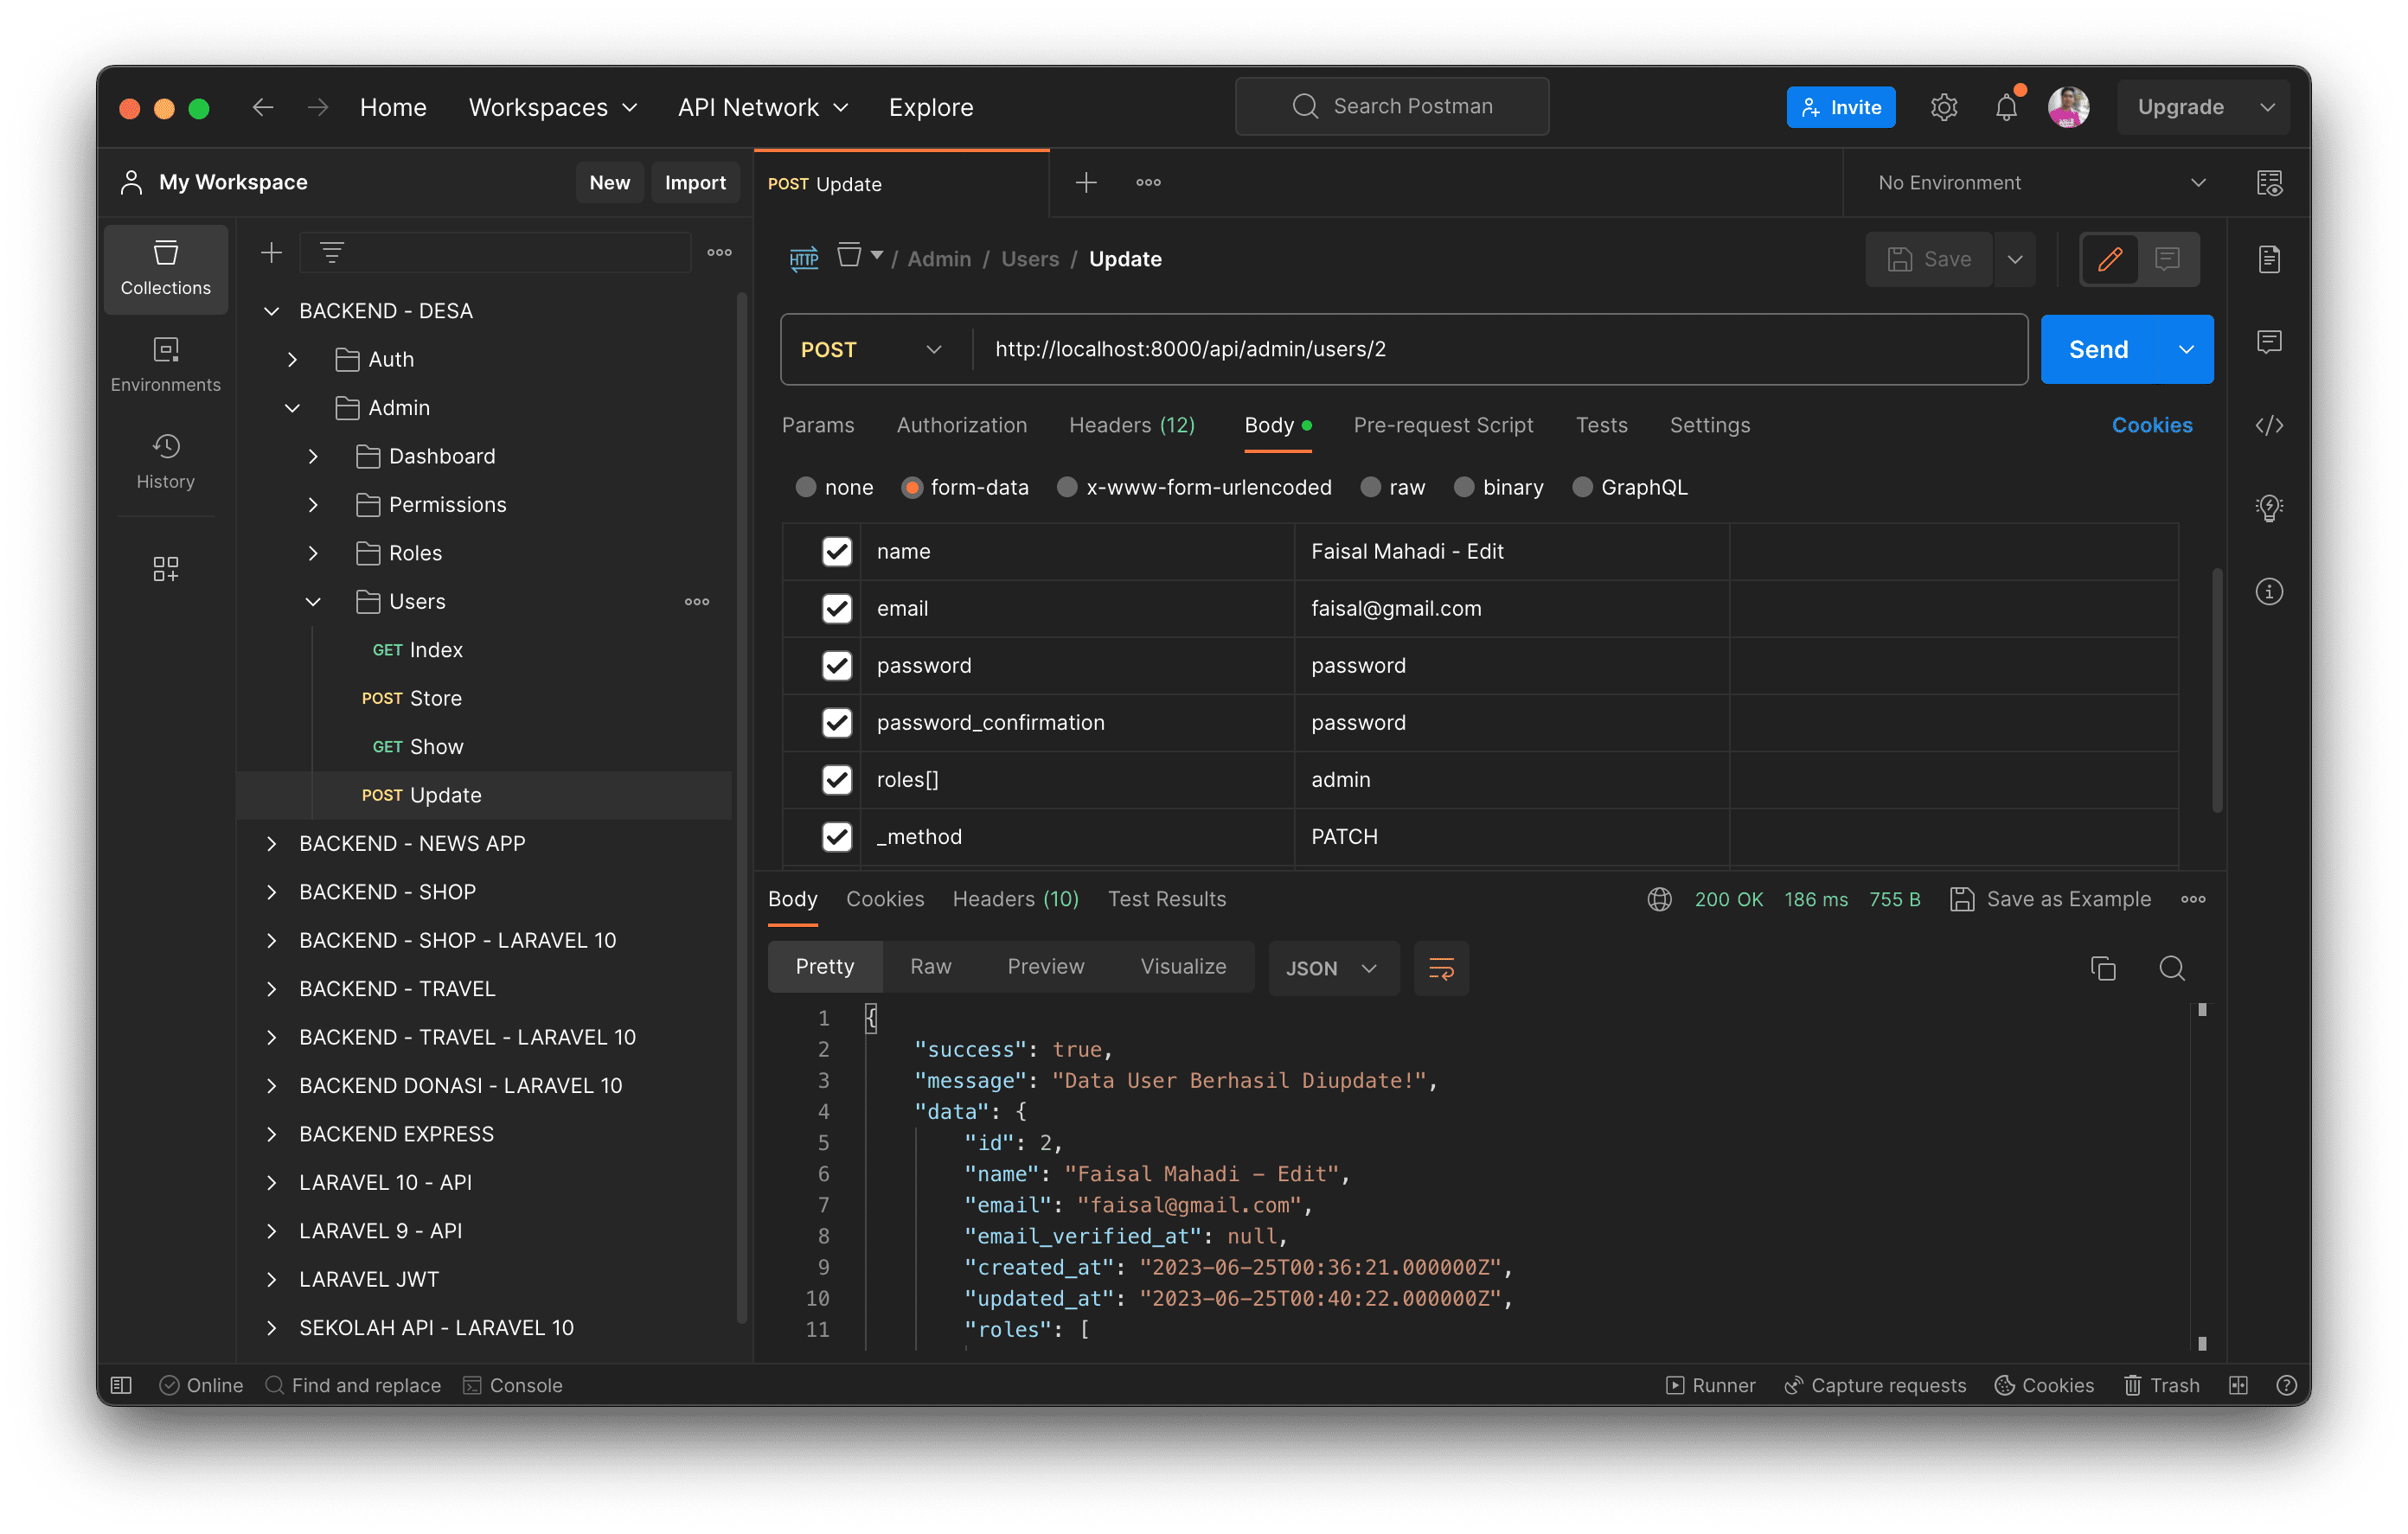 Home Workspaces API Network Explore Search Postman Invite Upgrade
My Workspace New Import
POST Update No Environment
Collections
Environments
History
BACKEND - DESA
Auth
Admin
Dashboard
Permissions
Roles
Users
GET Index
POST Store
GET Show
POST Update
BACKEND - NEWS APP
BACKEND - SHOP
BACKEND - SHOP - LARAVEL 10
BACKEND - TRAVEL
BACKEND - TRAVEL - LARAVEL 10
BACKEND DONASI - LARAVEL 10
BACKEND EXPRESS
LARAVEL 10 - API
LARAVEL 9 - API
LARAVEL JWT
SEKOLAH API - LARAVEL 10
HTTP / Admin / Users / Update Save
POST http://localhost:8000/api/admin/users/2 Send
Params Authorization Headers (12) Body Pre-request Script Tests Settings Cookies
none form-data x-www-form-urlencoded raw binary GraphQL
name Faisal Mahadi - Edit
email faisal@gmail.com
password password
password_confirmation password
roles[] admin
_method PATCH
Body Cookies Headers (10) Test Results 200 OK 186 ms 755 B Save as Example
Pretty Raw Preview Visualize JSON
1 {
2 "success": true,
3 "message": "Data User Berhasil Diupdate!",
4 "data": {
5 "id": 2,
6 "name": "Faisal Mahadi - Edit",
7 "email": "faisal@gmail.com",
8 "email_verified_at": null,
9 "created_at": "2023-06-25T00:36:21.000000Z",
10 "updated_at": "2023-06-25T00:40:22.000000Z",
11 "roles": [
Online Find and replace Console Runner Capture requests Cookies Trash